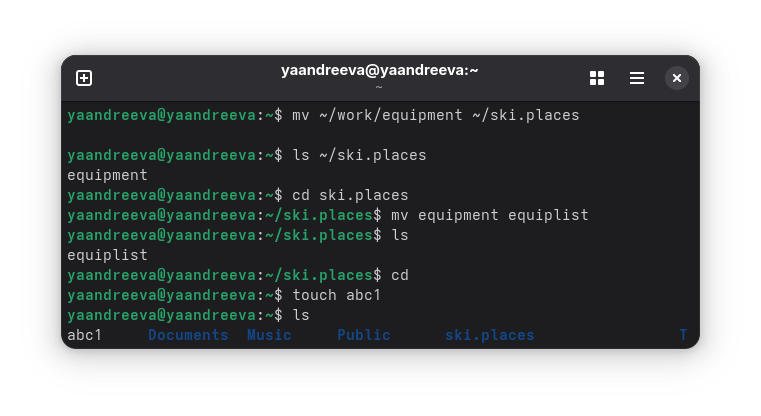 yaandreeva@yaandreeva:~
~
yaandreeva@yaandreeva:~$ mv ~/work/equipment ~/ski.places
yaandreeva@yaandreeva:~$ ls ~/ski.places
equipment
yaandreeva@yaandreeva:~$ cd ski.places
yaandreeva@yaandreeva:~/ski.places$ mv equipment equiplist
yaandreeva@yaandreeva:~/ski.places$ ls
equiplist
yaandreeva@yaandreeva:~/ski.places$ cd
yaandreeva@yaandreeva:~$ touch abc1
yaandreeva@yaandreeva:~$ ls
abc1     Documents  Music     Public      ski.places                T